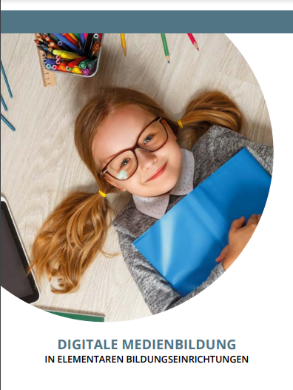 DIGITALE MEDIENBILDUNG
IN ELEMENTAREN BILDUNGSEINRICHTUNGEN